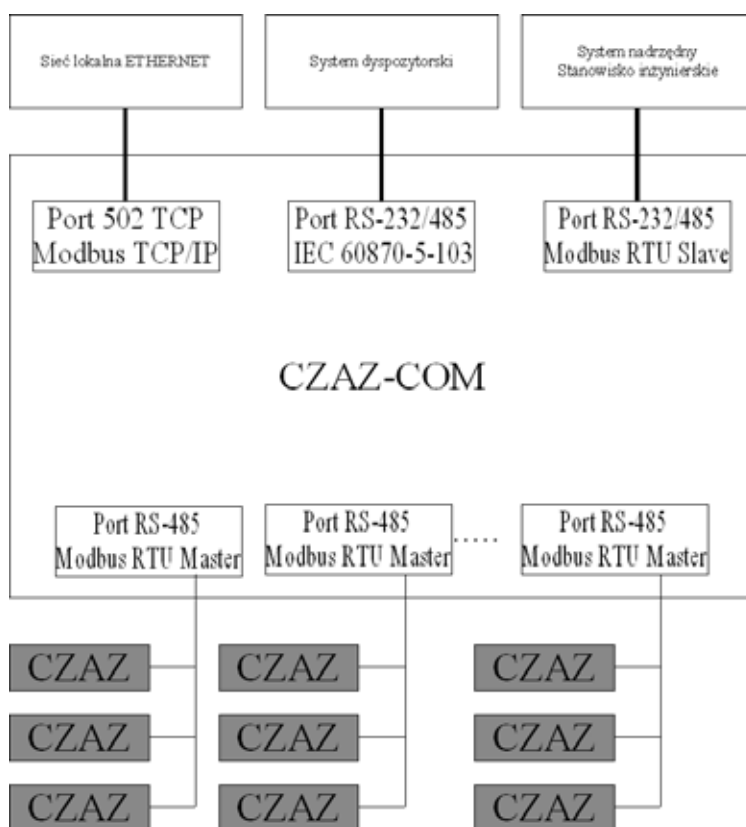 Sieć lokalna ETHERNET
System dyspozytorski
System nadrzędny
Stanowisko inżynierskie
Port 502 TCP
Modbus TCP/IP
Port RS-232/485
IEC 60870-5-103
Port RS-232/485
Modbus RTU Slave
CZAZ-COM
Port RS-485
Modbus RTU Master
Port RS-485
Modbus RTU Master
.....
Port RS-485
Modbus RTU Master
CZAZ
CZAZ
CZAZ
CZAZ
CZAZ
CZAZ
CZAZ
CZAZ
CZAZ